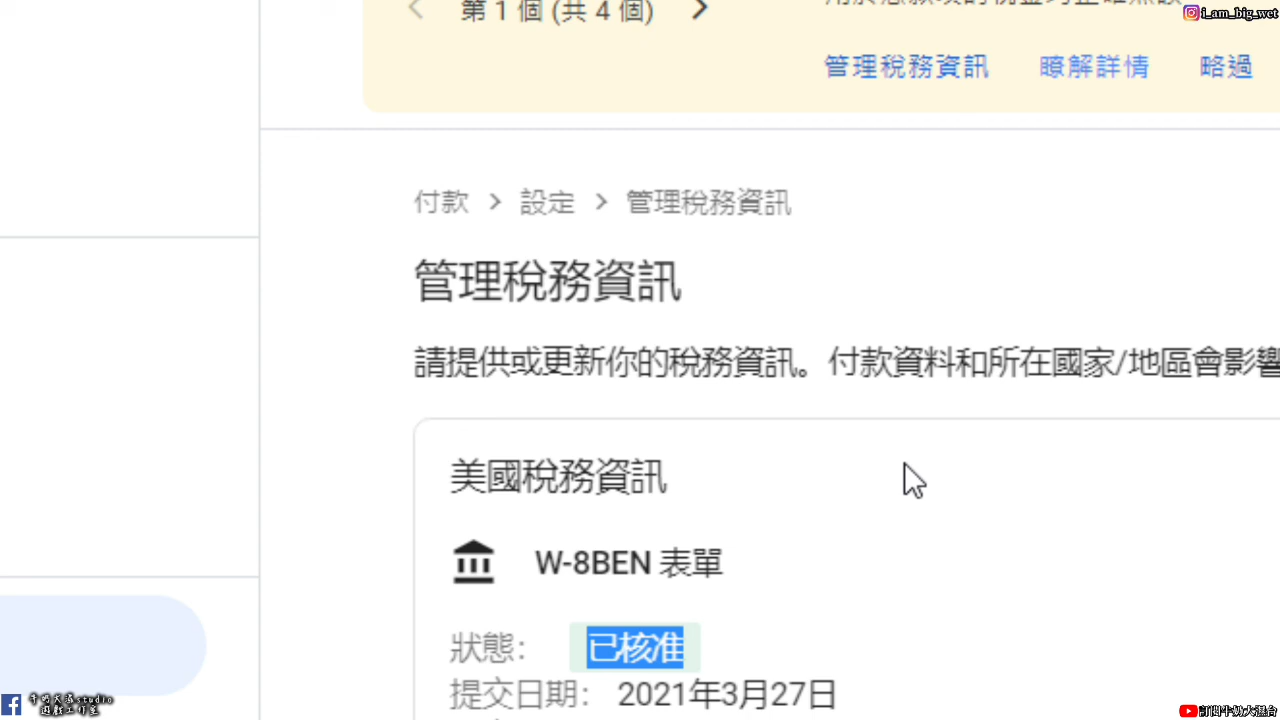 第 1 個 (共 4 個)
i_am_big_wet
管理稅務資訊 瞭解詳情 略過
付款 > 設定 > 管理稅務資訊
管理稅務資訊
請提供或更新你的稅務資訊。付款資料和所在國家/地區會影響
美國稅務資訊
W-8BEN 表單
狀態: 已核准
提交日期: 2021年3月27日